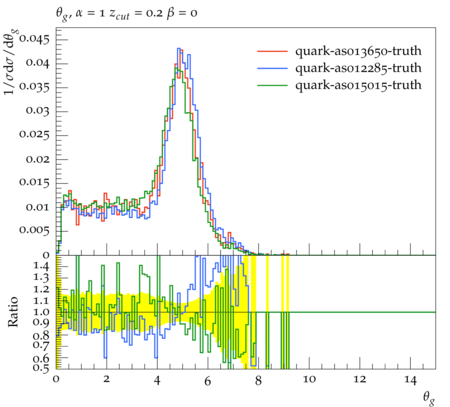 θg, α = 1 zcut = 0.2 β = 0
1/σdσ/dθg
0.045
0.04
0.035
0.03
0.025
0.02
0.015
0.01
0.005
0
quark-as013650-truth
quark-as012285-truth
quark-as015015-truth
Ratio
1.4
1.3
1.2
1.1
1.0
0.9
0.8
0.7
0.6
0.5
0 2 4 6 8 10 12 14
θg